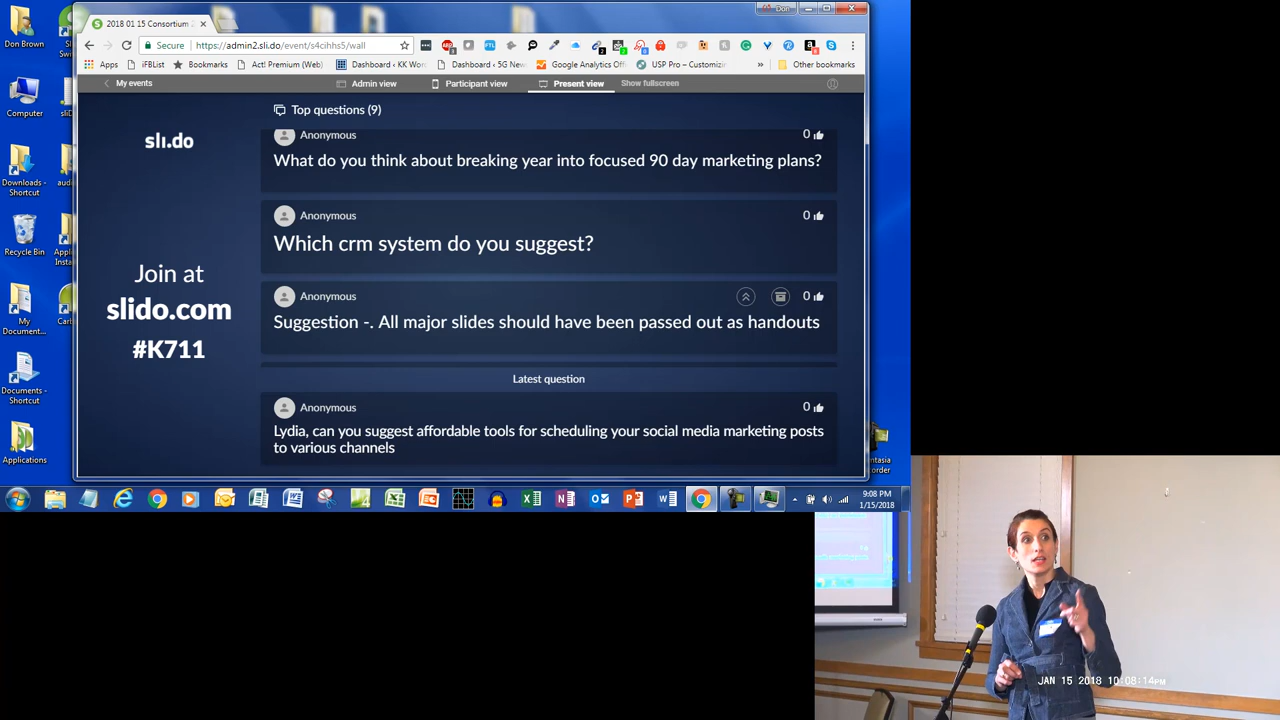 Don Brown
Computer
Downloads -
Shortcut
Recycle Bin
My
Document...
Documents -
Shortcut
Applications
2018 01 15 Consortium
Don
Secure
https://admin2.sli.do/event/s4cihhs5/wall
Apps
iFBList
Bookmarks
Act! Premium (Web)
Dashboard ‹ KK Wor
Dashboard ‹ 5G New
Google Analytics Offi
USP Pro – Customiz
»
Other bookmarks
My events
Admin view
Participant view
Present view
Show fullscreen
sli.do
Join at
slido.com
#K711
Top questions (9)
Anonymous
0
What do you think about breaking year into focused 90 day marketing plans?
Anonymous
0
Which crm system do you suggest?
Anonymous
0
Suggestion -. All major slides should have been passed out as handouts
Latest question
Anonymous
0
Lydia, can you suggest affordable tools for scheduling your social media marketing posts
to various channels
9:08 PM
1/15/2018
JAN 15 2018 10:08:14PM